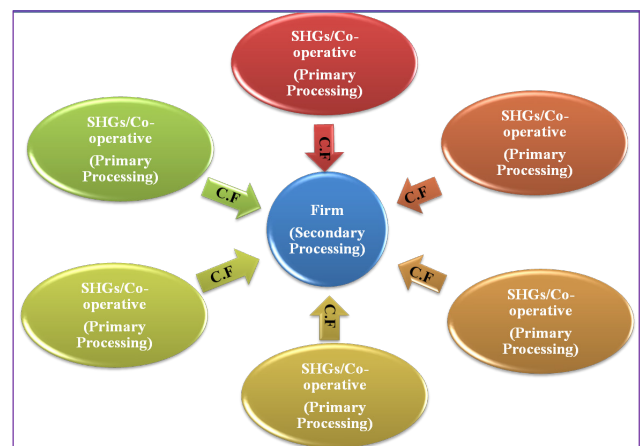 SHGs/Co-
operative
(Primary
Processing)
SHGs/Co-
operative
(Primary
Processing)
SHGs/Co-
operative
(Primary Processing)
C.F
C.F
C.F
Firm
(Secondary
Processing)
C.F
C.F
C.F
SHGs/Co-
operative
(Primary
Processing)
SHGs/Co-
operative
(Primary
Processing)
SHGs/Co-
operative
(Primary
Processing)